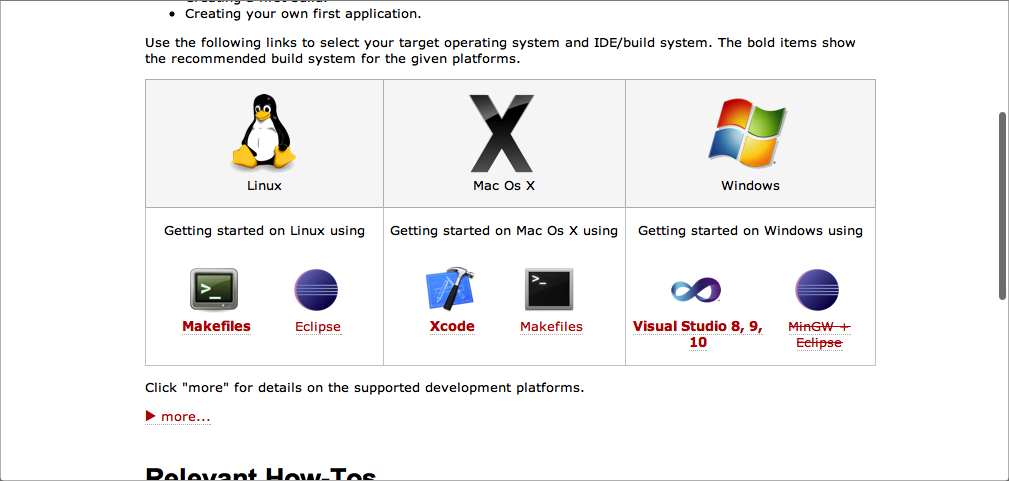 Creating a first build.
• Creating your own first application.
Use the following links to select your target operating system and IDE/build system. The bold items show
the recommended build system for the given platforms.
Linux
Mac Os X
Windows
Getting started on Linux using
Getting started on Mac Os X using
Getting started on Windows using
Makefiles
Eclipse
Xcode
Makefiles
Visual Studio 8, 9,
10
MinGW +
Eclipse
Click "more" for details on the supported development platforms.
▶ more...
Relevant How-Tos